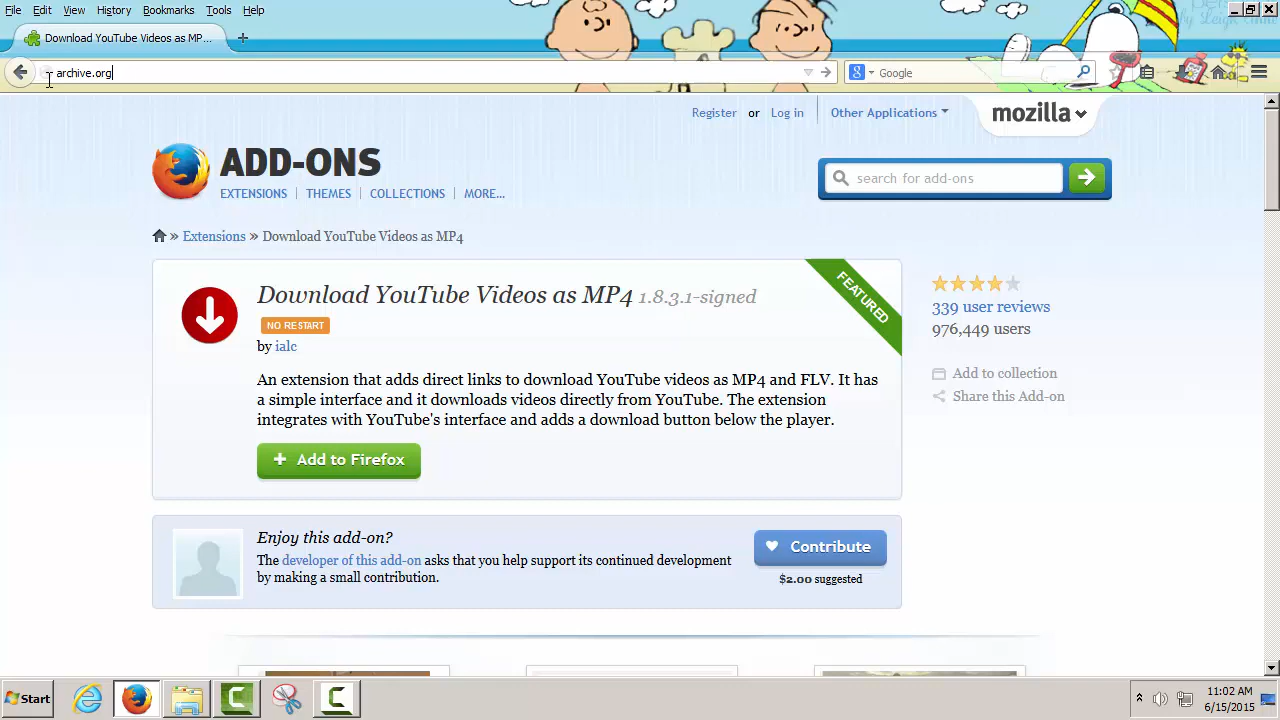 File Edit View History Bookmarks Tools Help
by Leigh Anne
Download YouTube Videos as MP...
archive.org
Google
Register or Log in Other Applications
mozilla
ADD-ONS
EXTENSIONS THEMES COLLECTIONS MORE...
search for add-ons
» Extensions » Download YouTube Videos as MP4
Download YouTube Videos as MP4 1.8.3.1-signed
NO RESTART
by ialc
FEATURED
An extension that adds direct links to download YouTube videos as MP4 and FLV. It has
a simple interface and it downloads videos directly from YouTube. The extension
integrates with YouTube's interface and adds a download button below the player.
+ Add to Firefox
339 user reviews
976,449 users
Add to collection
Share this Add-on
Enjoy this add-on?
The developer of this add-on asks that you help support its continued development
by making a small contribution.
Contribute
$2.00 suggested
Start
11:02 AM
6/15/2015